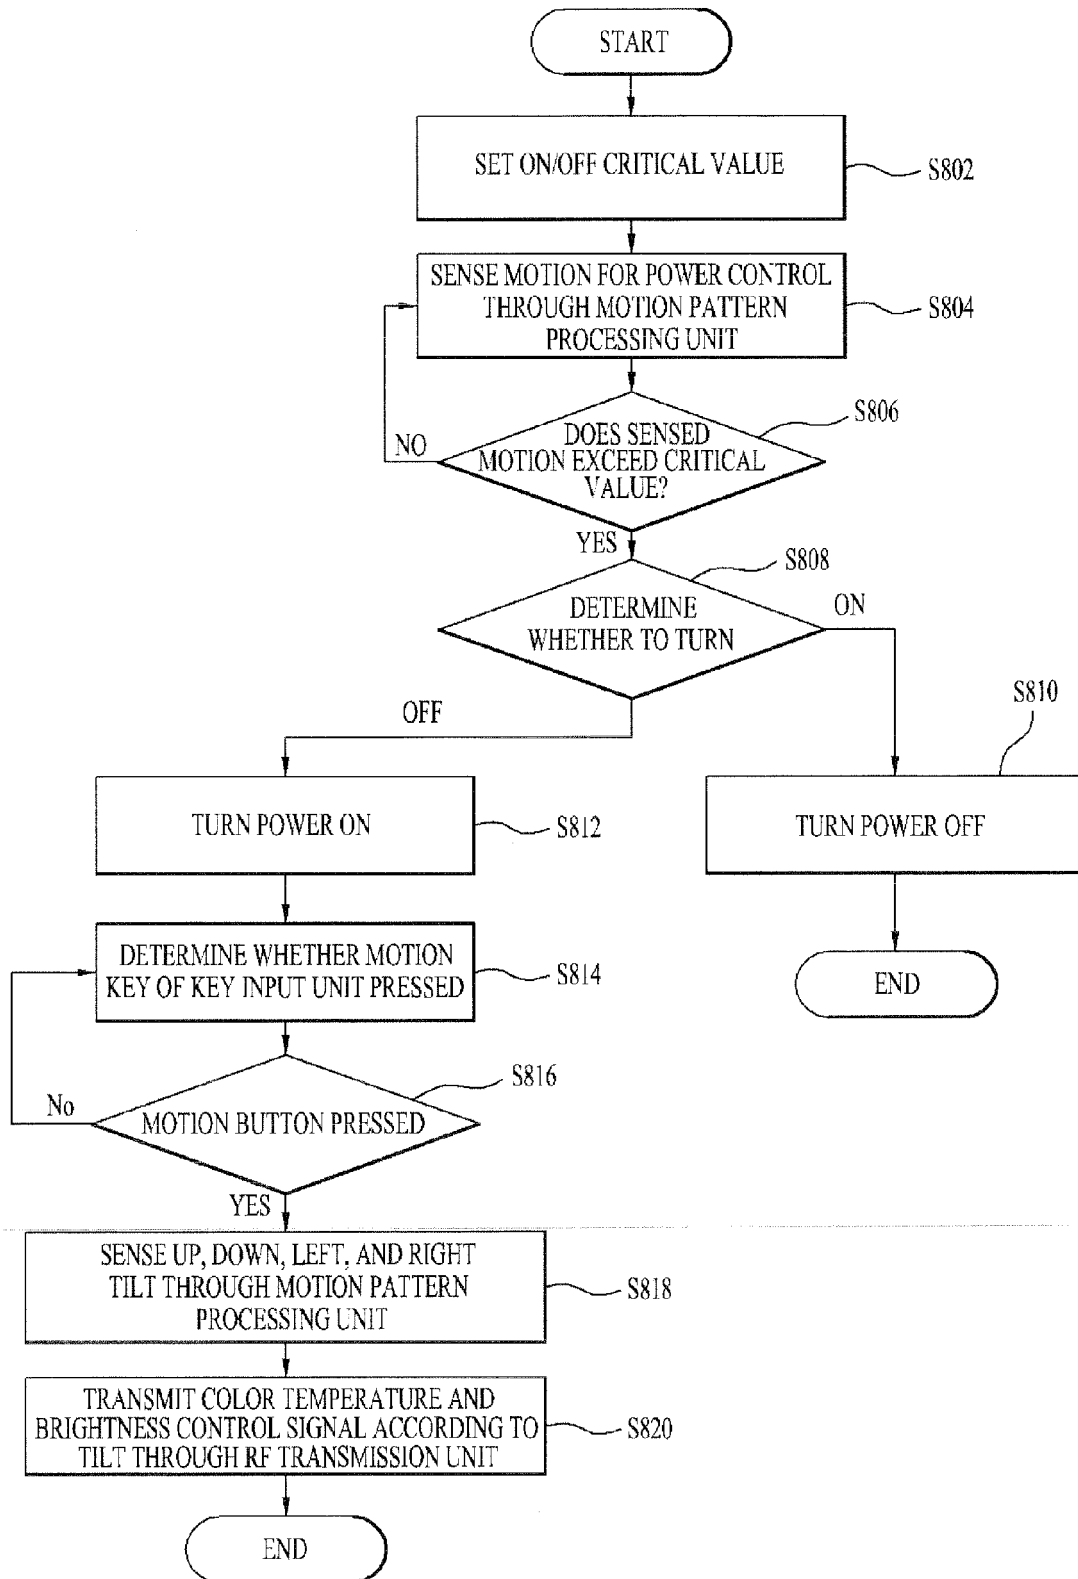 START
SET ON/OFF CRITICAL VALUE
S802
SENSE MOTION FOR POWER CONTROL
THROUGH MOTION PATTERN
PROCESSING UNIT
S804
DOES SENSED
MOTION EXCEED CRITICAL
VALUE?
S806
NO
YES
DETERMINE
WHETHER TO TURN
S808
ON
OFF
S810
TURN POWER ON
S812
TURN POWER OFF
DETERMINE WHETHER MOTION
KEY OF KEY INPUT UNIT PRESSED
S814
END
MOTION BUTTON PRESSED
S816
No
YES
SENSE UP, DOWN, LEFT, AND RIGHT
TILT THROUGH MOTION PATTERN
PROCESSING UNIT
S818
TRANSMIT COLOR TEMPERATURE AND
BRIGHTNESS CONTROL SIGNAL ACCORDING TO
TILT THROUGH RF TRANSMISSION UNIT
S820
END